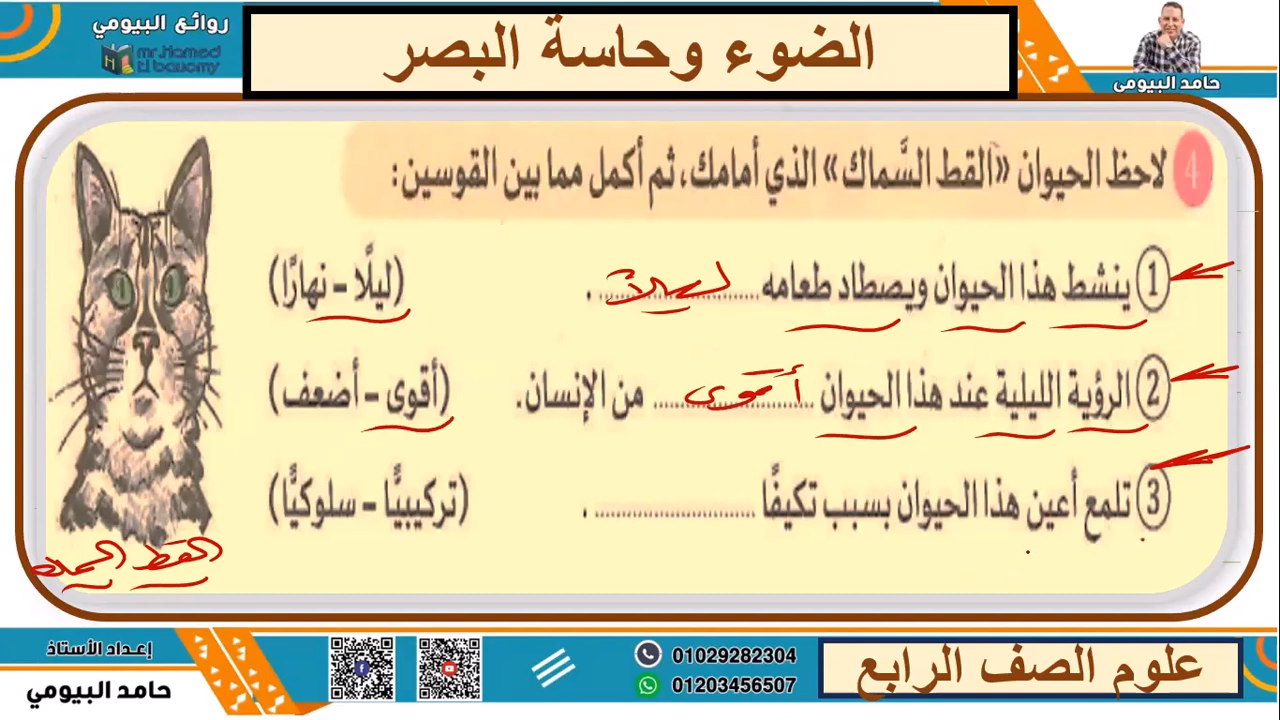 روائع البيومي
mr.Hamed
El bauomy
الضوء وحاسة البصر
حامد البيومى
4 لاحظ الحيوان «القط السَّماك» الذي أمامك، ثم أكمل مما بين القوسين:
1 ينشط هذا الحيوان ويصطاد طعامه ليلاً . (ليلًا – نهارًا)
2 الرؤية الليلية عند هذا الحيوان أقوى من الإنسان. (أقوى – أضعف)
3 تلمع أعين هذا الحيوان بسبب تكيفًا . (تركيبيًّا – سلوكيًّا)
القط السماك
إعداد الأستاذ
حامد البيومي
01029282304
01203456507
علوم الصف الرابع